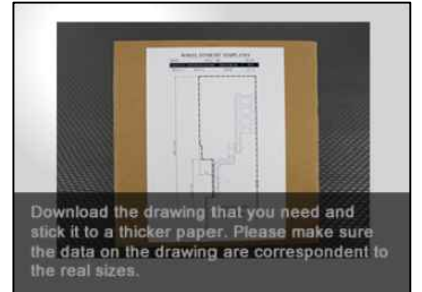 Download the drawing that you need and
stick it to a thicker paper. Please make sure
the data on the drawing are correspondent to
the real sizes.